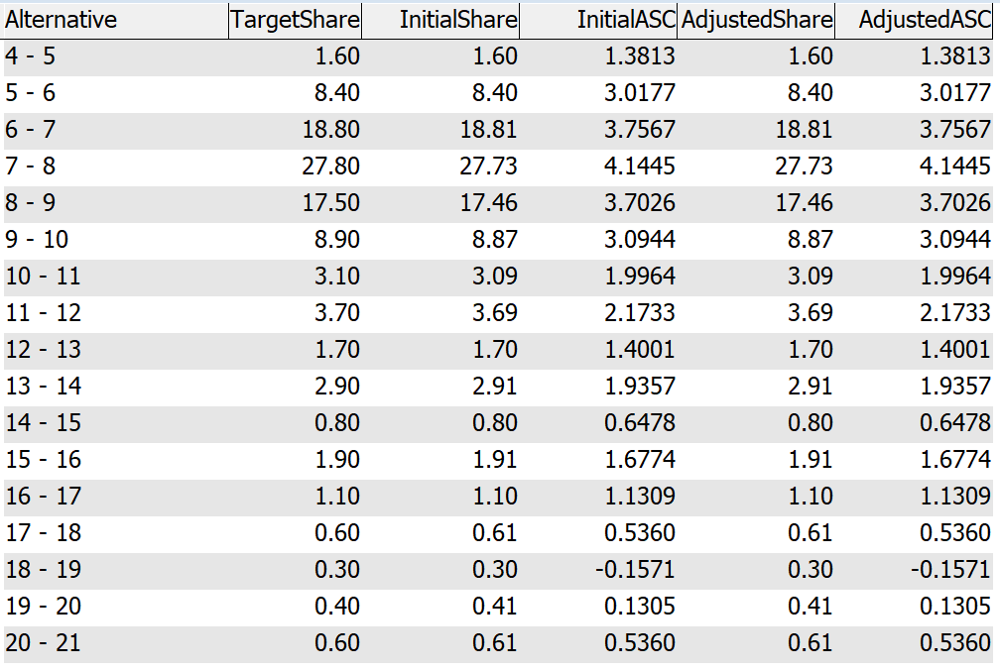 Alternative TargetShare InitialShare InitialASC AdjustedShare AdjustedASC
4 - 5 1.60 1.60 1.3813 1.60 1.3813
5 - 6 8.40 8.40 3.0177 8.40 3.0177
6 - 7 18.80 18.81 3.7567 18.81 3.7567
7 - 8 27.80 27.73 4.1445 27.73 4.1445
8 - 9 17.50 17.46 3.7026 17.46 3.7026
9 - 10 8.90 8.87 3.0944 8.87 3.0944
10 - 11 3.10 3.09 1.9964 3.09 1.9964
11 - 12 3.70 3.69 2.1733 3.69 2.1733
12 - 13 1.70 1.70 1.4001 1.70 1.4001
13 - 14 2.90 2.91 1.9357 2.91 1.9357
14 - 15 0.80 0.80 0.6478 0.80 0.6478
15 - 16 1.90 1.91 1.6774 1.91 1.6774
16 - 17 1.10 1.10 1.1309 1.10 1.1309
17 - 18 0.60 0.61 0.5360 0.61 0.5360
18 - 19 0.30 0.30 -0.1571 0.30 -0.1571
19 - 20 0.40 0.41 0.1305 0.41 0.1305
20 - 21 0.60 0.61 0.5360 0.61 0.5360